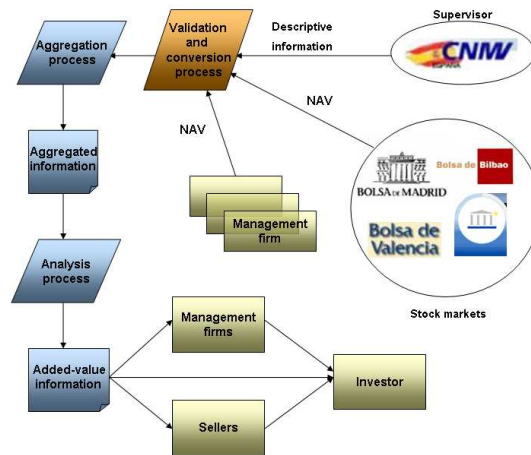 Supervisor
Aggregation
process
Validation
and
conversion
process
Descriptive
information
CNMV
ESPAÑA
NAV
NAV
Aggregated
information
BOLSA DE MADRID
Bolsa de Bilbao
Management
firm
Bolsa de
Valencia
Analysis
process
Stock markets
Management
firms
Added-value
information
Investor
Sellers